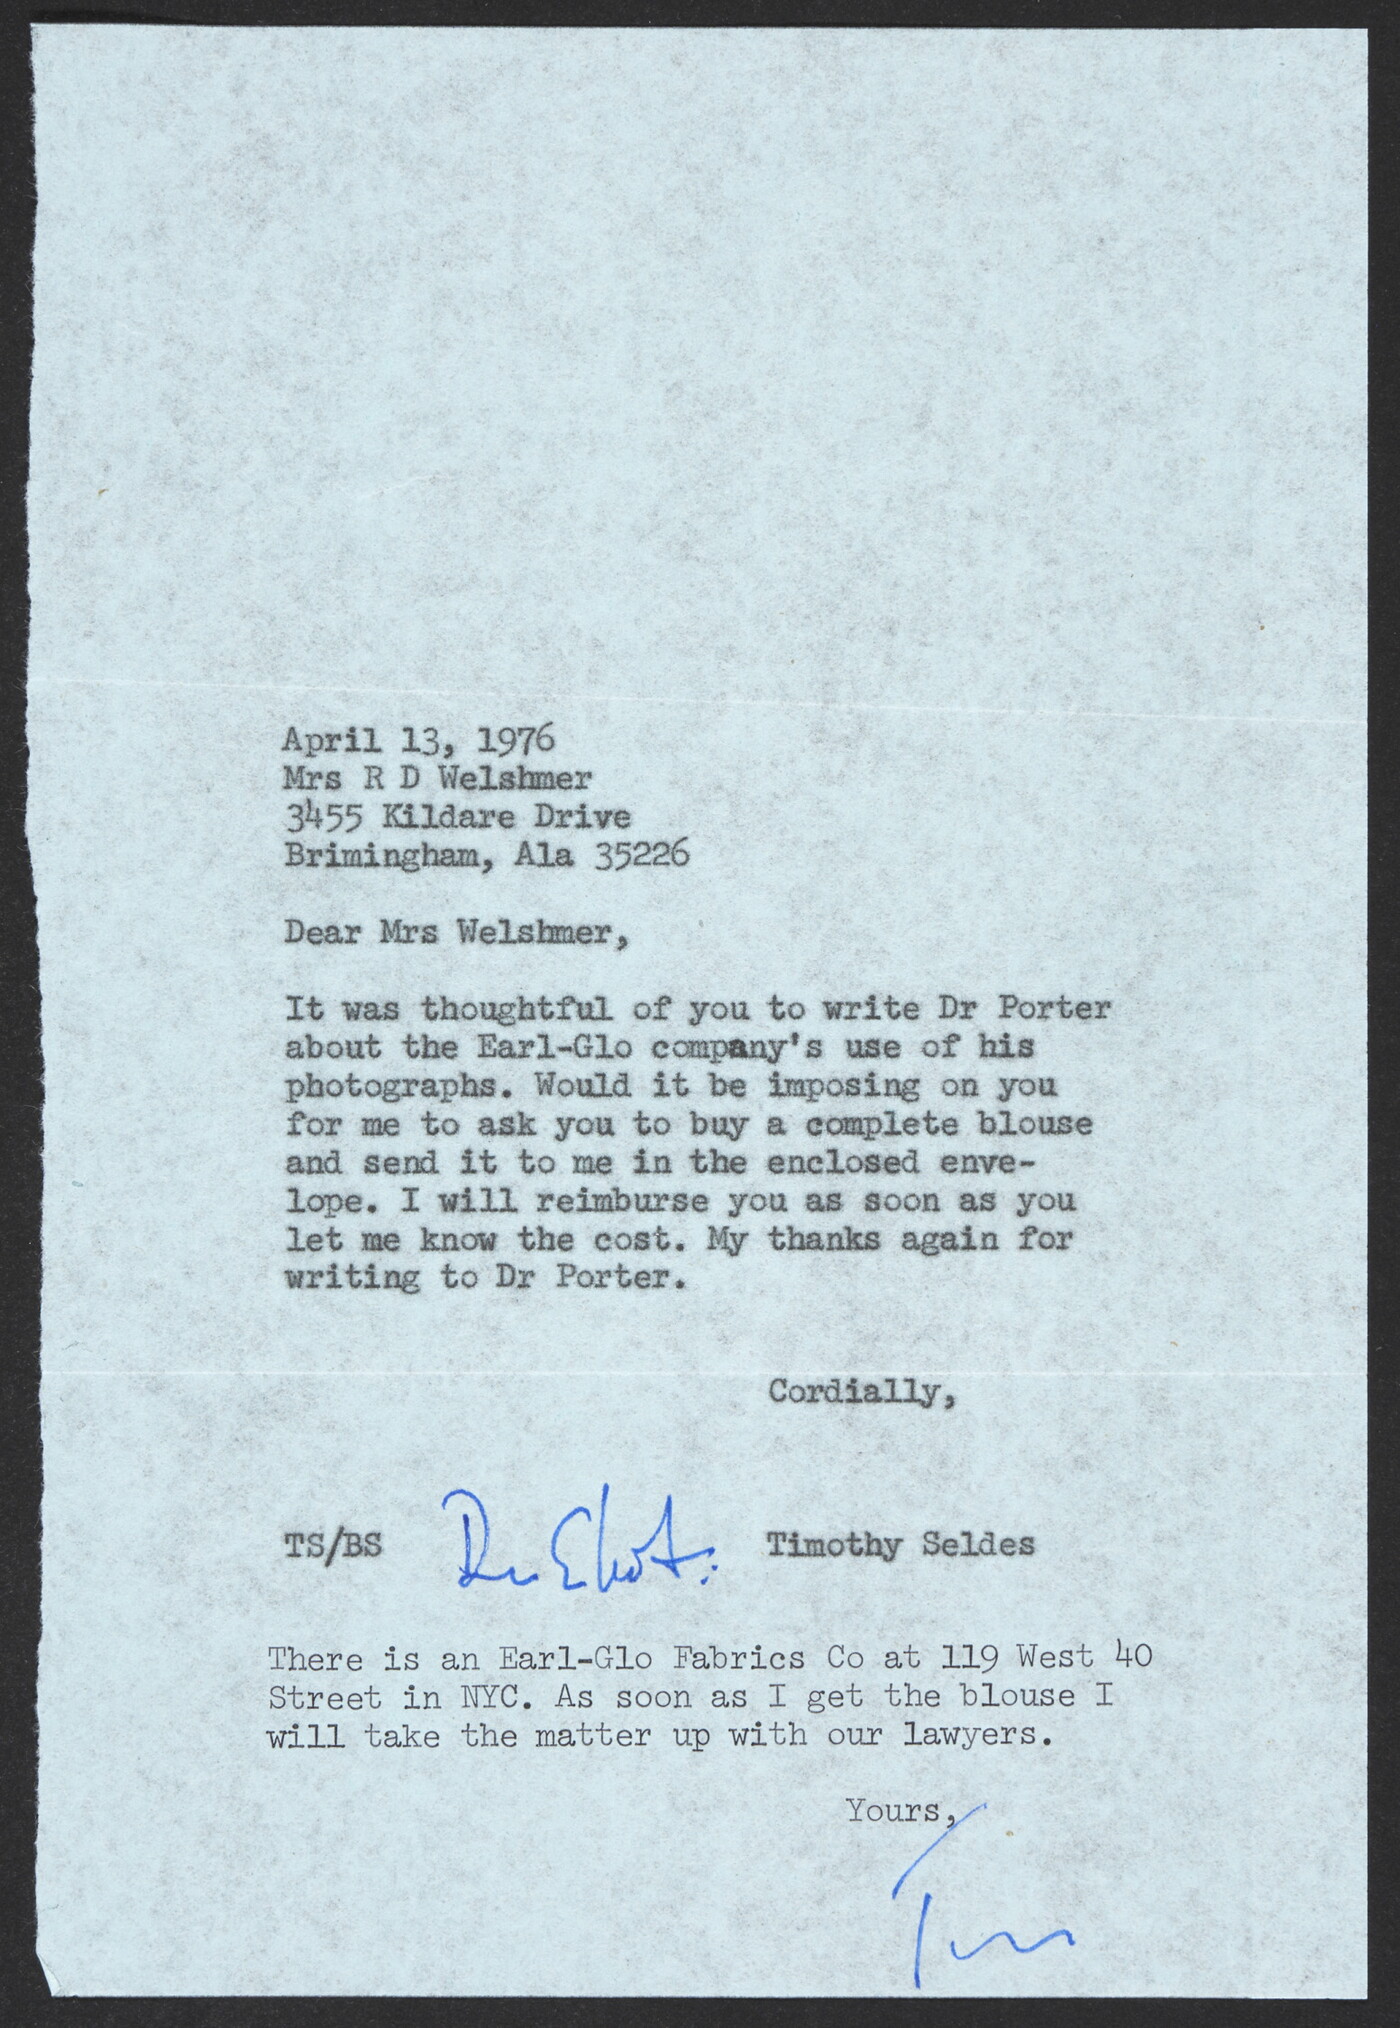 April 13, 1976
Mrs R D Welshmer
3455 Kildare Drive
Brimingham, Ala 35226
Dear Mrs Welshmer,
It was thoughtful of you to write Dr Porter
about the Earl-Glo company's use of his
photographs. Would it be imposing on you
for me to ask you to buy a complete blouse
and send it to me in the enclosed enve-
lope. I will reimburse you as soon as you
let me know the cost. My thanks again for
writing to Dr Porter.
Cordially,
TS/BS Dear Eliot: Timothy Seldes
There is an Earl-Glo Fabrics Co at 119 West 40
Street in NYC. As soon as I get the blouse I
will take the matter up with our lawyers.
Yours,
Tim